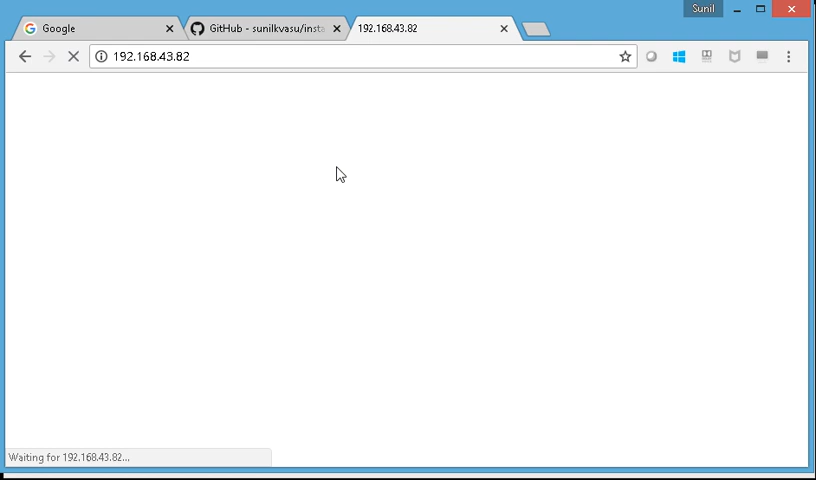 Sunil
Google
GitHub - sunilkvasu/insta
192.168.43.82
192.168.43.82
Waiting for 192.168.43.82...